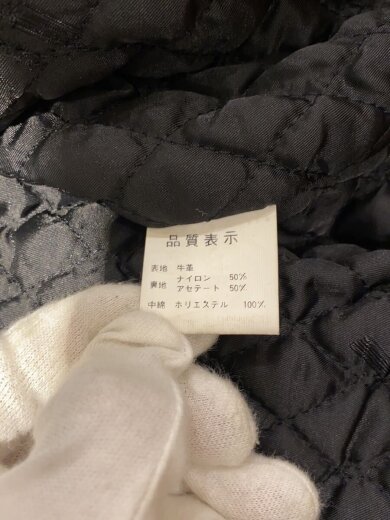 品質表示
表地 牛革
裏地 ナイロン 50%
アセテート 50%
中綿 ポリエステル 100%